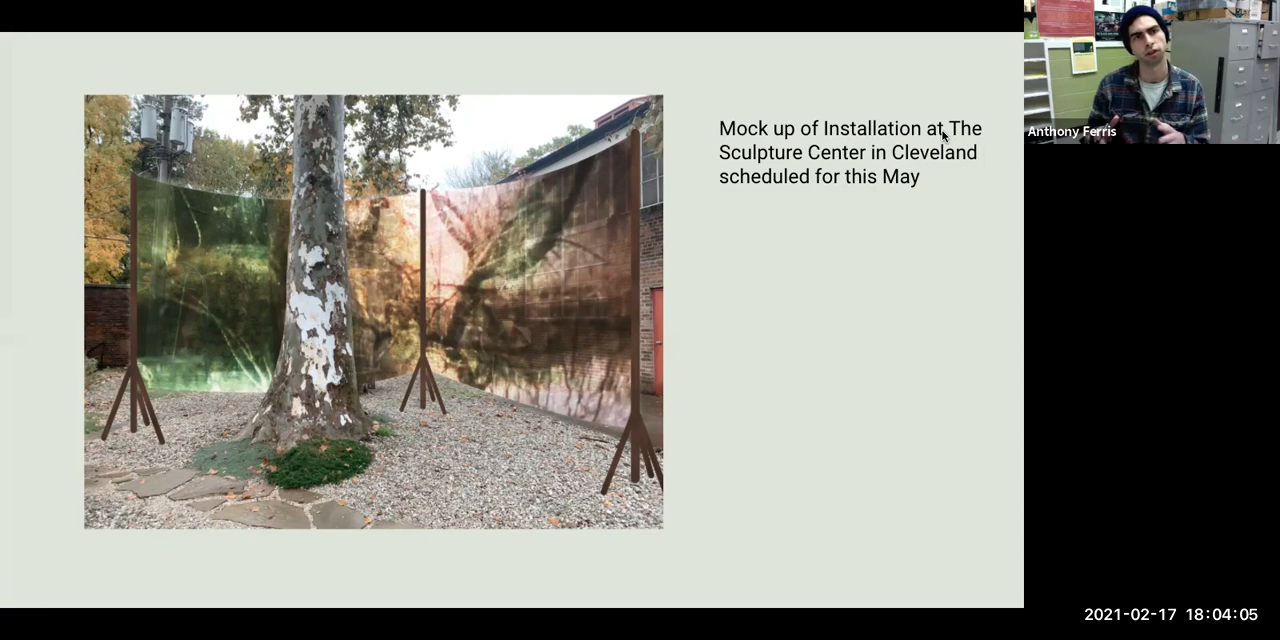 Mock up of Installation at The
Sculpture Center in Cleveland
scheduled for this May
Anthony Ferris
2021-02-17 18:04:05